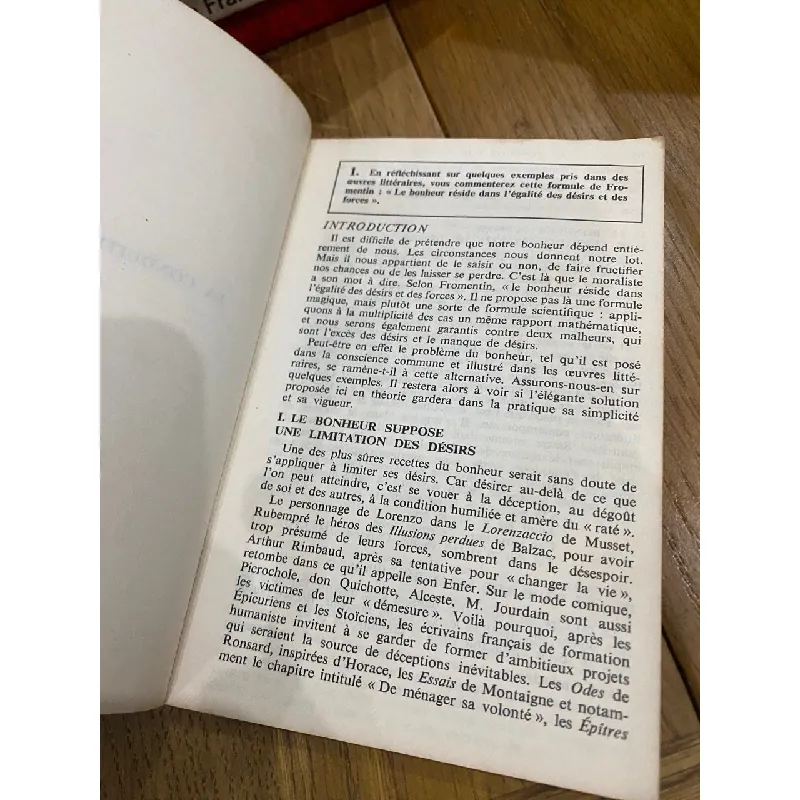 Fran
I. En réfléchissant sur quelques exemples pris dans des
œuvres littéraires, vous commenterez cette formule de Fro-
mentin : « Le bonheur réside dans l'égalité des désirs et des
forces ».
INTRODUCTION
Il est difficile de prétendre que notre bonheur dépend entiè-
rement de nous. Les circonstances nous donnent notre lot.
Mais il nous appartient de le saisir ou non, de faire fructifier
nos chances ou de les laisser se perdre. C'est là que le moraliste
a son mot à dire. Selon Fromentin, « le bonheur réside dans
l'égalité des désirs et des forces ». Il ne propose pas là une formule
magique, mais plutôt une sorte de formule scientifique : appli-
quons à la multiplicité des cas un même rapport mathématique,
et nous serons également garantis contre deux malheurs, qui
sont l'excès des désirs et le manque de désirs.
Peut-être en effet le problème du bonheur, tel qu'il est posé
dans la conscience commune et illustré dans les œuvres litté-
raires, se ramène-t-il à cette alternative. Assurons-nous-en sur
quelques exemples. Il restera alors à voir si l'élégante solution
proposée ici en théorie gardera dans la pratique sa simplicité
et sa vigueur.
I. LE BONHEUR SUPPOSE
UNE LIMITATION DES DÉSIRS
Une des plus sûres recettes du bonheur serait sans doute de
s'appliquer à limiter ses désirs. Car désirer au-delà de ce que
l'on peut atteindre, c'est se vouer à la déception, au dégoût
de soi et des autres, à la condition humiliée et amère du « raté ».
Le personnage de Lorenzo dans le Lorenzaccio de Musset,
Rubempré le héros des Illusions perdues de Balzac, pour avoir
trop présumé de leurs forces, sombrent dans le désespoir.
Arthur Rimbaud, après sa tentative pour « changer la vie »,
retombe dans ce qu'il appelle son Enfer. Sur le mode comique,
Picrochole, don Quichotte, Alceste, M. Jourdain sont aussi
les victimes de leur « démesure ». Voilà pourquoi, après les
Épicuriens et les Stoïciens, les écrivains français de formation
humaniste invitent à se garder de former d'ambitieux projets
qui seraient la source de déceptions inévitables. Les Odes de
Ronsard, inspirées d'Horace, les Essais de Montaigne et notam-
ment le chapitre intitulé « De ménager sa volonté », les Épîtres